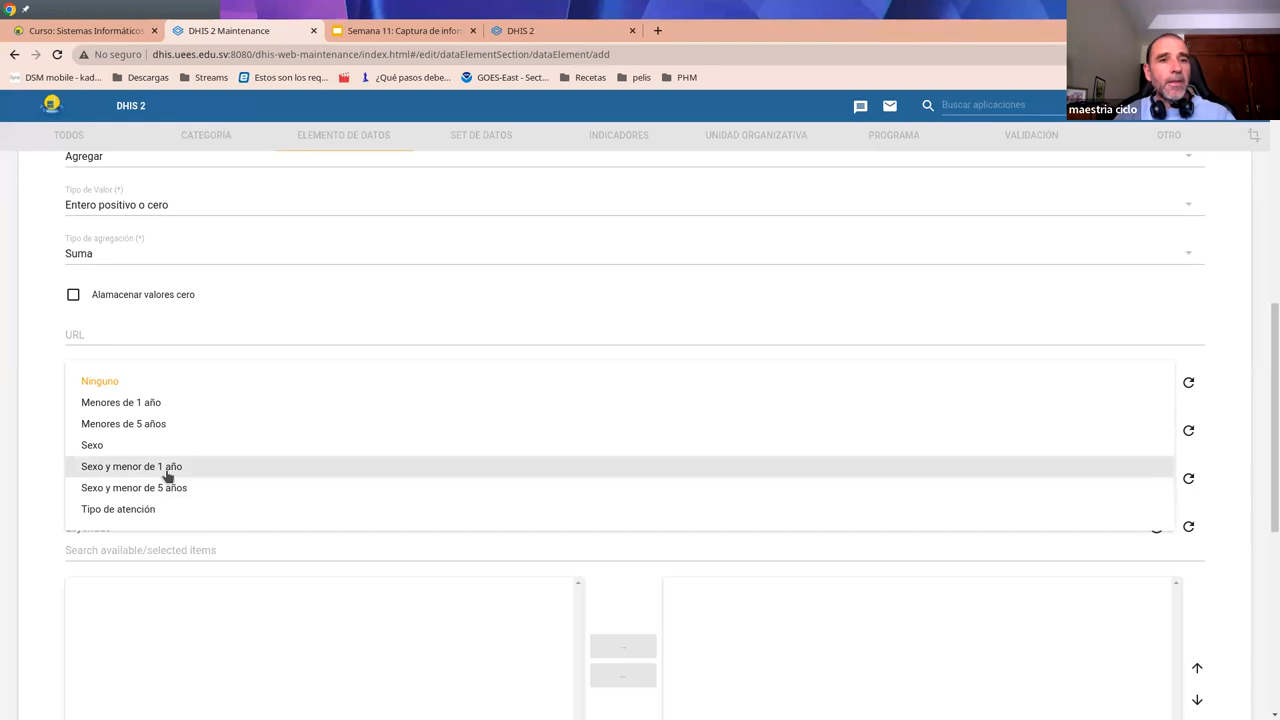 Curso: Sistemas Informáticos
DHIS 2 Maintenance
Semana 11: Captura de infor
DHIS 2
No seguro
dhis.uees.edu.sv:8080/dhis-web-maintenance/index.html#/edit/dataElementSection/dataElement/add
DSM mobile - kad...
Descargas
Streams
Estos son los req...
¿Qué pasos debe...
GOES-East - Sect...
Recetas
pelis
PHM
maestria ciclo
DHIS 2
Buscar aplicaciones
TODOS
CATEGORÍA
ELEMENTO DE DATOS
SET DE DATOS
INDICADORES
UNIDAD ORGANIZATIVA
PROGRAMA
VALIDACIÓN
OTRO
Agregar
Tipo de Valor (*)
Entero positivo o cero
Tipo de agregación (*)
Suma
Alamacenar valores cero
URL
Ninguno
Menores de 1 año
Menores de 5 años
Sexo
Sexo y menor de 1 año
Sexo y menor de 5 años
Tipo de atención
Search available/selected items